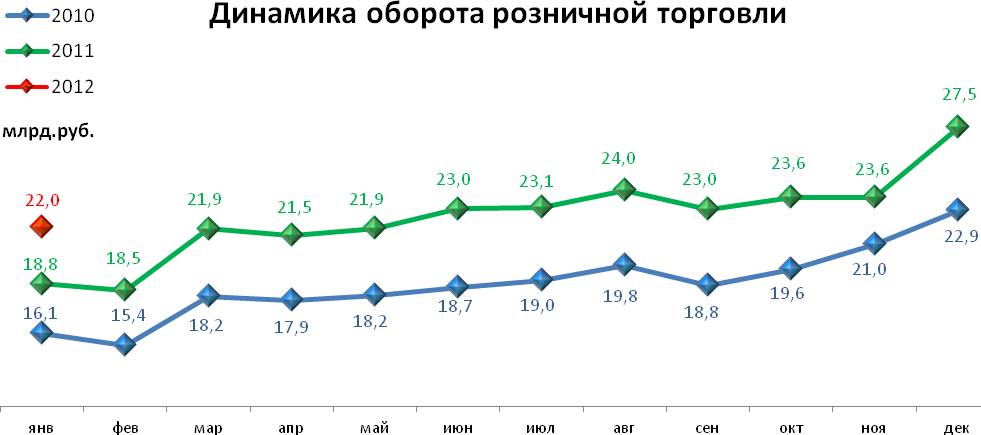 Динамика оборота розничной торговли
2010
2011
2012
млрд.руб.
22,0
18,8 18,5 21,9 21,5 21,9 23,0 23,1 24,0 23,0 23,6 23,6 27,5
16,1 15,4 18,2 17,9 18,2 18,7 19,0 19,8 18,8 19,6 21,0 22,9
янв фев мар апр май июн июл авг сен окт ноя дек